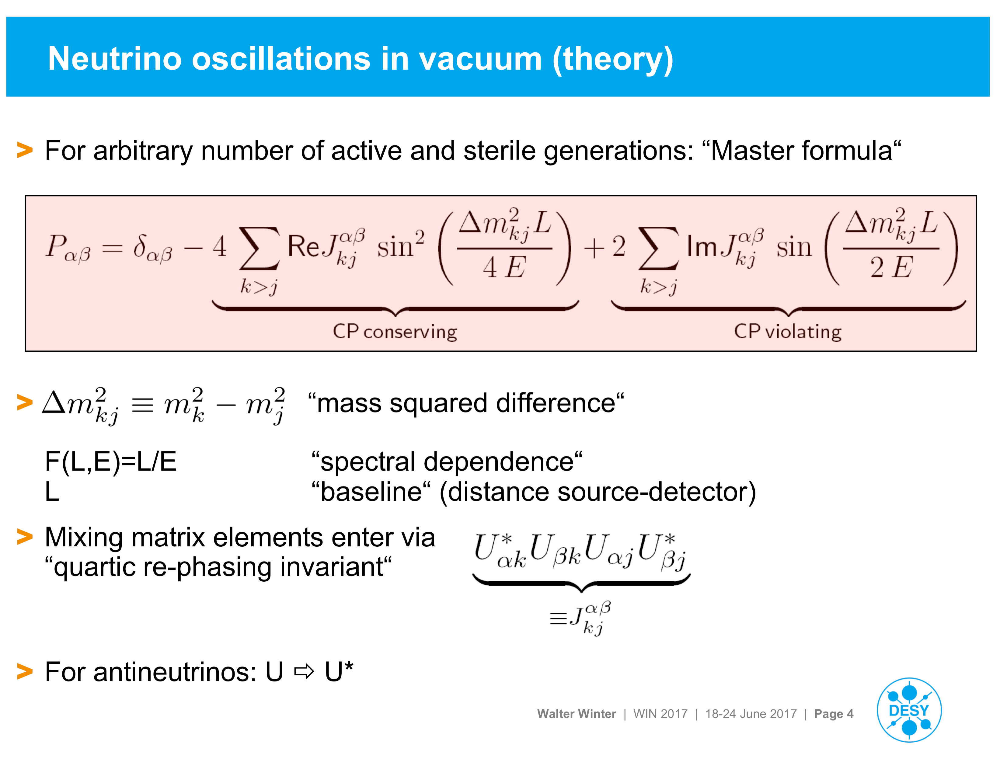 Neutrino oscillations in vacuum (theory)
> For arbitrary number of active and sterile generations: “Master formula“
$P_{\alpha\beta} = \delta_{\alpha\beta} - \underbrace{4 \sum_{k>j} \mathsf{Re} J_{kj}^{\alpha\beta} \sin^2 \left( \frac{\Delta m_{kj}^2 L}{4\,E} \right)}_{\text{CP conserving}} + \underbrace{2 \sum_{k>j} \mathsf{Im} J_{kj}^{\alpha\beta} \sin \left( \frac{\Delta m_{kj}^2 L}{2\,E} \right)}_{\text{CP violating}}$
> $\Delta m_{kj}^2 \equiv m_k^2 - m_j^2$ “mass squared difference“
F(L,E)=L/E “spectral dependence“
L “baseline“ (distance source-detector)
> Mixing matrix elements enter via
“quartic re-phasing invariant“
$\underbrace{U_{\alpha k}^* U_{\beta k} U_{\alpha j} U_{\beta j}^*}_{\equiv J_{kj}^{\alpha\beta}}$
> For antineutrinos: U ⇨ U*
Walter Winter | WIN 2017 | 18-24 June 2017 | Page 4
DESY